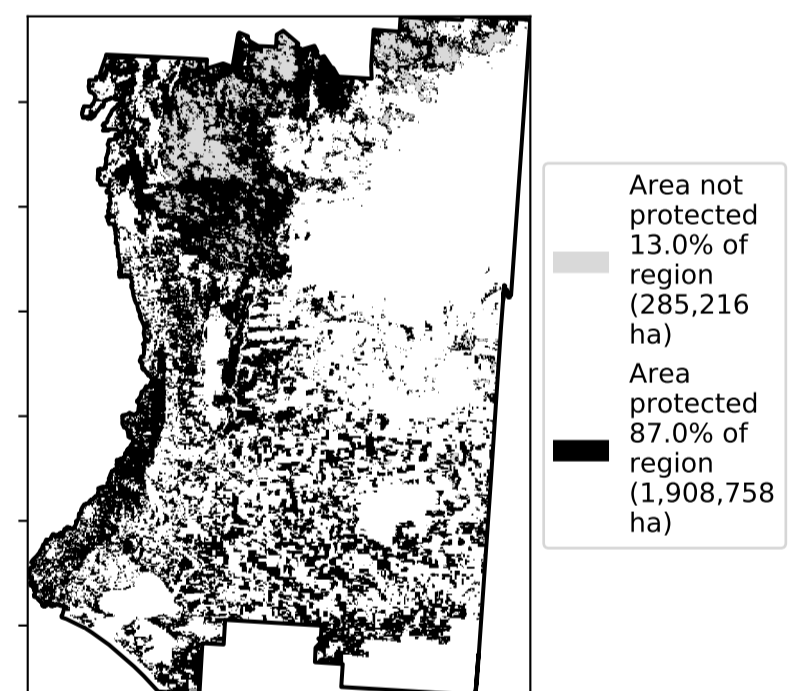 Area not
protected
13.0% of
region
(285,216
ha)
Area
protected
87.0% of
region
(1,908,758
ha)